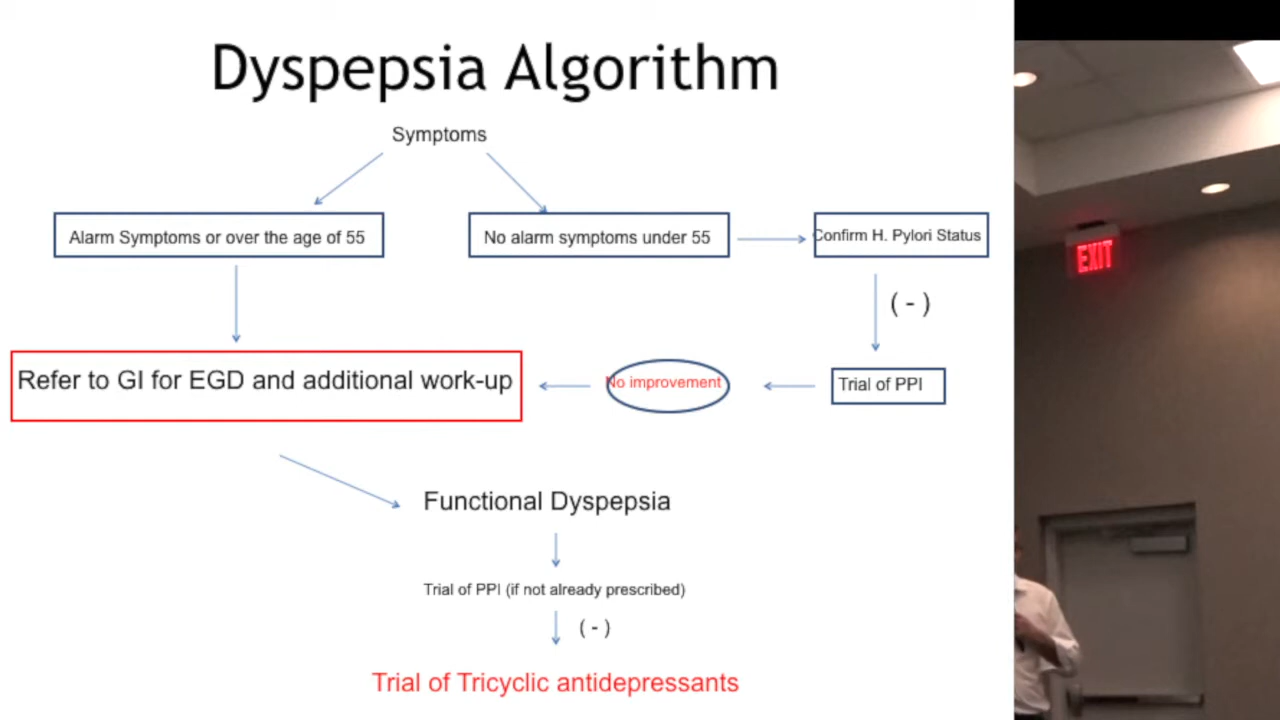 Dyspepsia Algorithm
Symptoms
Alarm Symptoms or over the age of 55
No alarm symptoms under 55
Confirm H. Pylori Status
( - )
Refer to GI for EGD and additional work-up
No improvement
Trial of PPI
Functional Dyspepsia
Trial of PPI (if not already prescribed)
( - )
Trial of Tricyclic antidepressants
EXIT